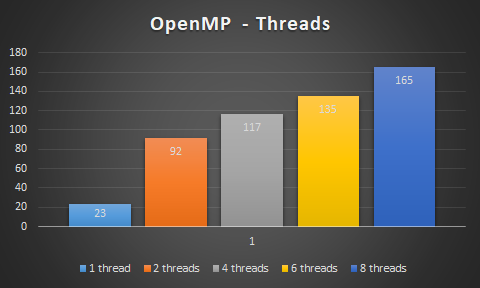 OpenMP - Threads
180
160
140
120
100
80
60
40
20
0
23
92
117
135
165
1
1 thread
2 threads
4 threads
6 threads
8 threads